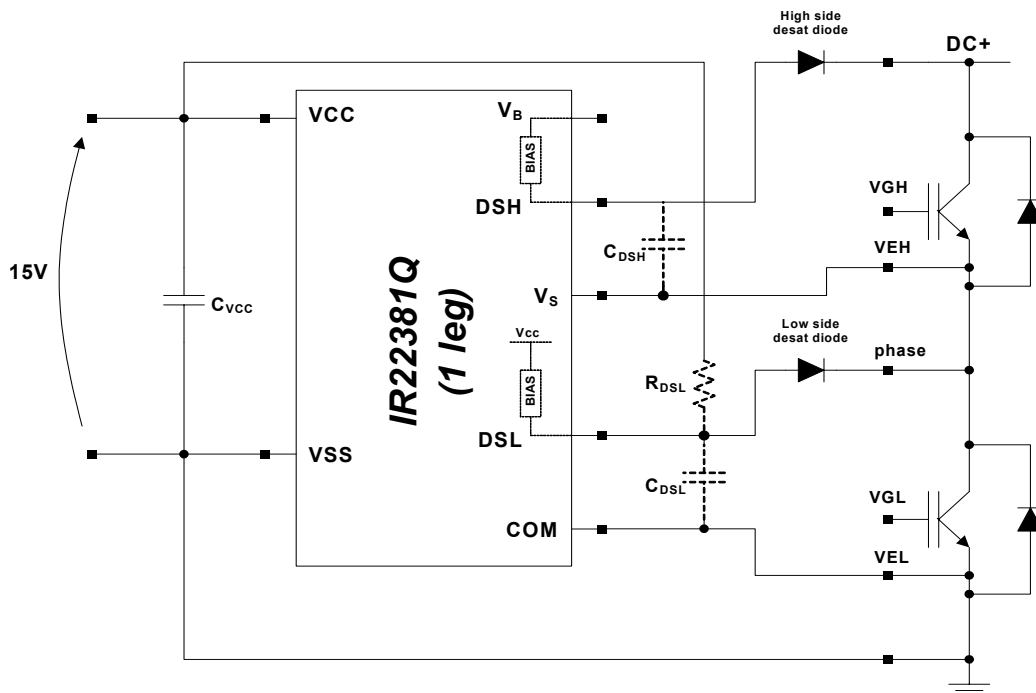 High side
desat diode
DC+
VCC
VB
BIAS
VGH
DSH
CDSH
VEH
15V
CVCC
IR22381Q
(1 leg)
VS
Vcc
Low side
desat diode
phase
BIAS
RDSL
DSL
VSS
CDSL
VGL
COM
VEL